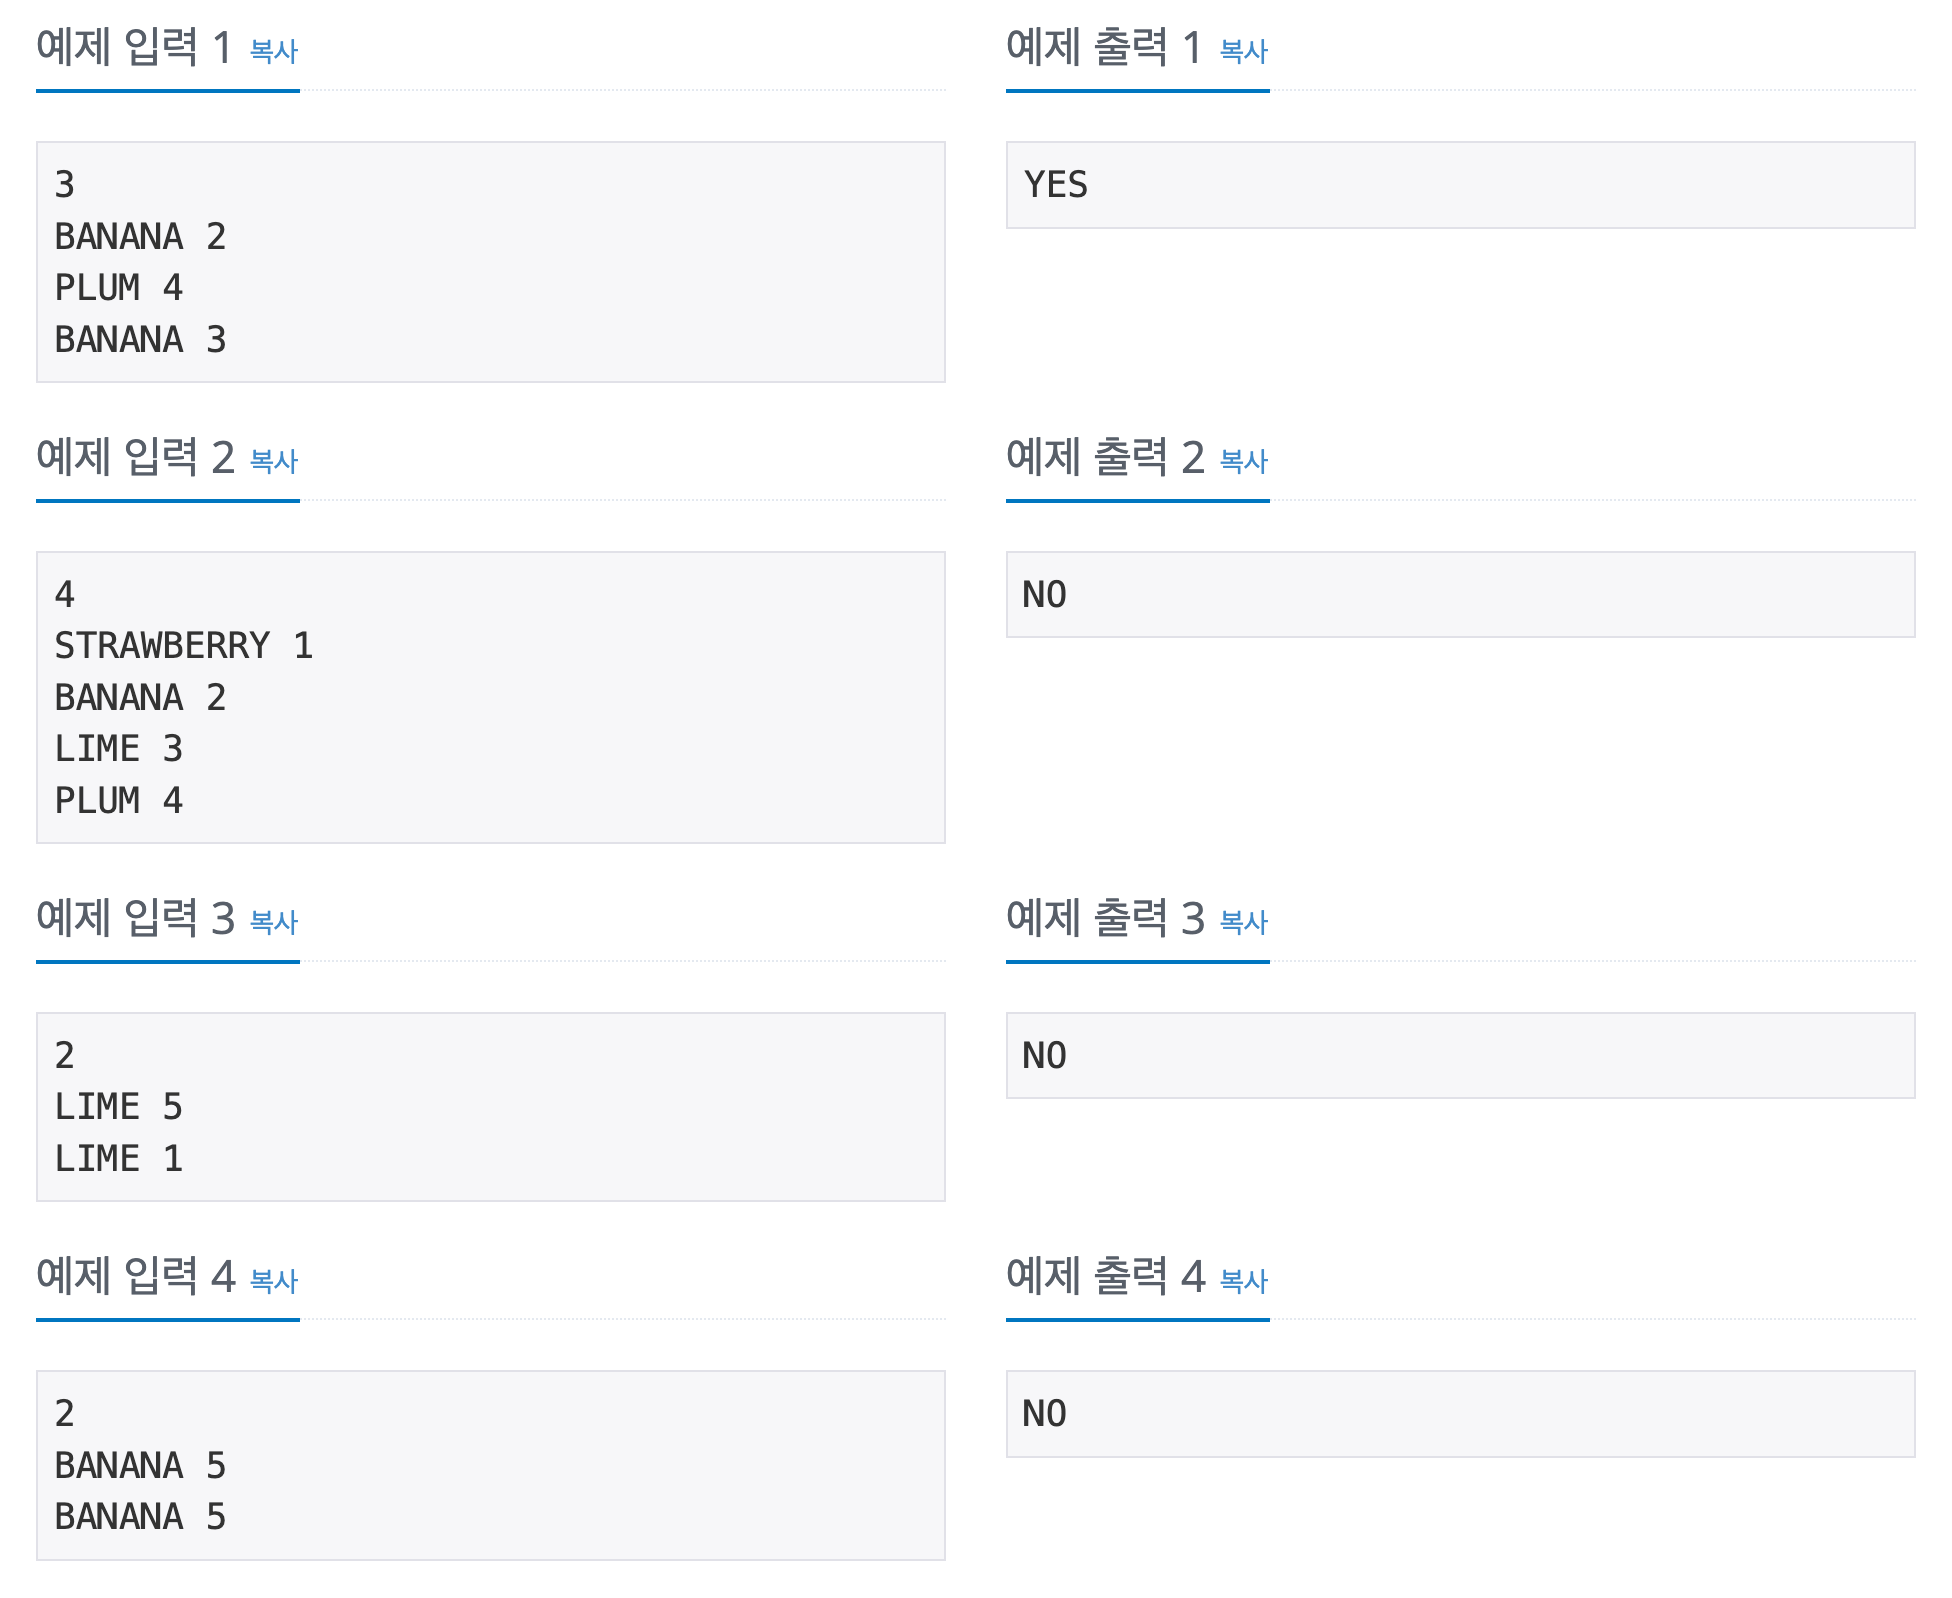 예제 입력 1 복사
3
BANANA 2
PLUM 4
BANANA 3
예제 출력 1 복사
YES
예제 입력 2 복사
4
STRAWBERRY 1
BANANA 2
LIME 3
PLUM 4
예제 출력 2 복사
NO
예제 입력 3 복사
2
LIME 5
LIME 1
예제 출력 3 복사
NO
예제 입력 4 복사
2
BANANA 5
BANANA 5
예제 출력 4 복사
NO